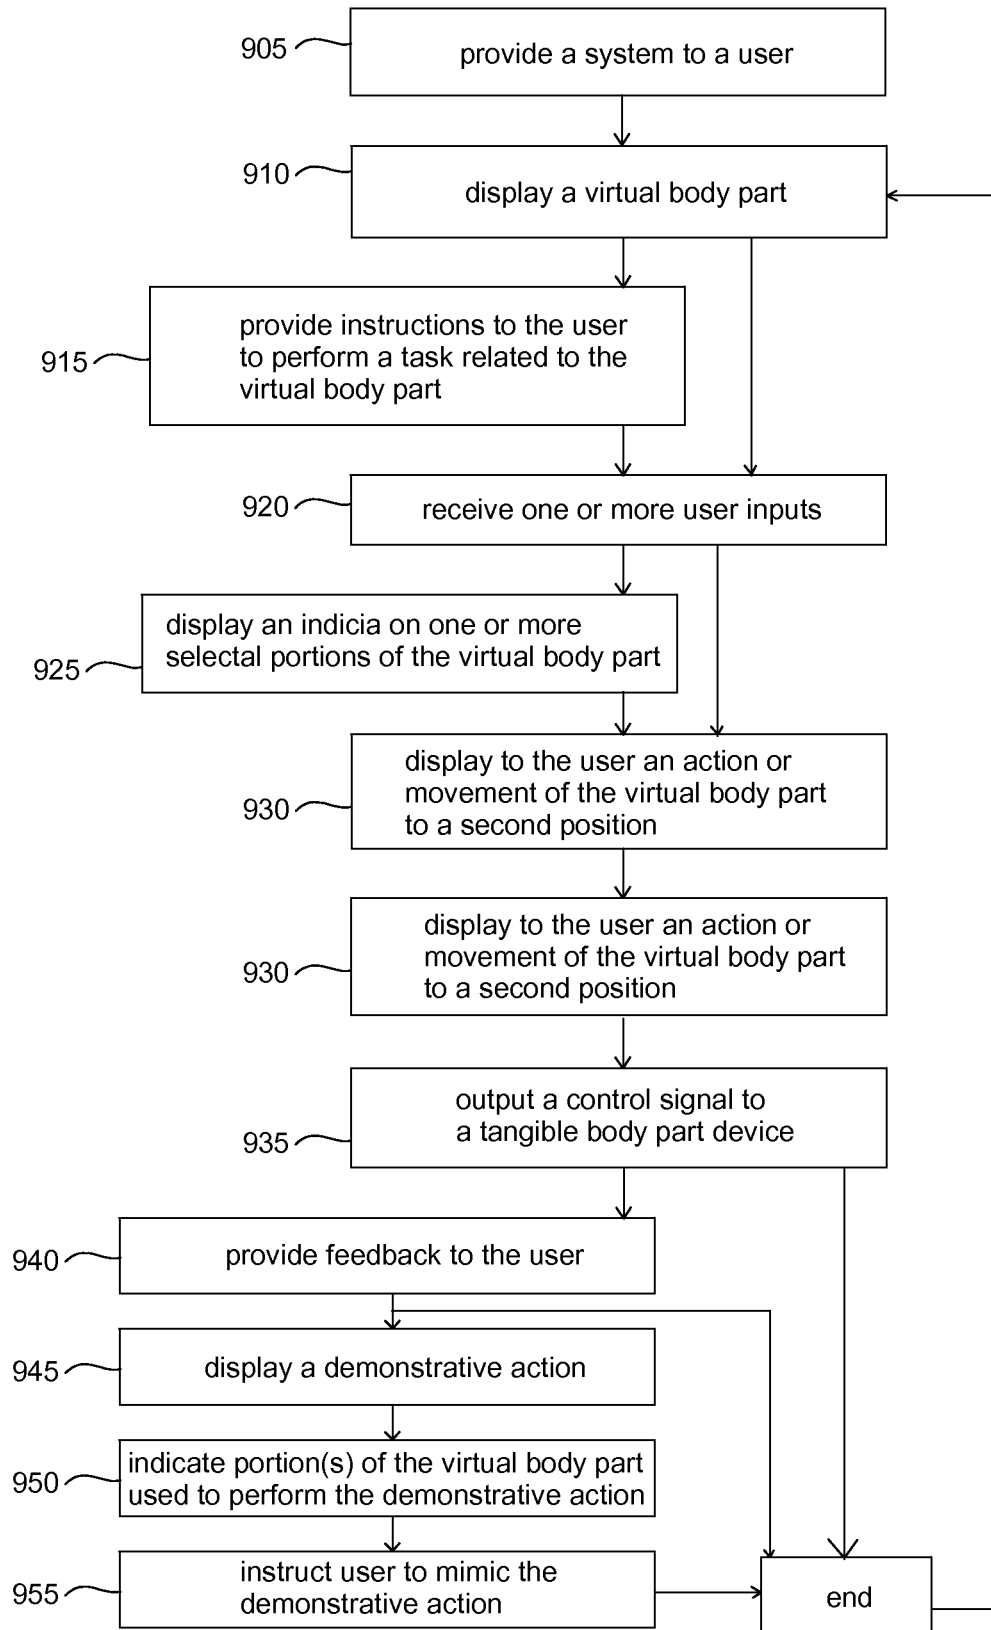 905
provide a system to a user
910
display a virtual body part
provide instructions to the user
915
to perform a task related to the
virtual body part
920
receive one or more user inputs
display an indicia on one or more
925
selectal portions of the virtual body part
display to the user an action or
movement of the virtual body part
930
to a second position
display to the user an action or
movement of the virtual body part
930
to a second position
output a control signal to
935
a tangible body part device
940
provide feedback to the user
945
display a demonstrative action
indicate portion(s) of the virtual body part
950
used to perform the demonstrative action
instruct user to mimic the
955
demonstrative action
end